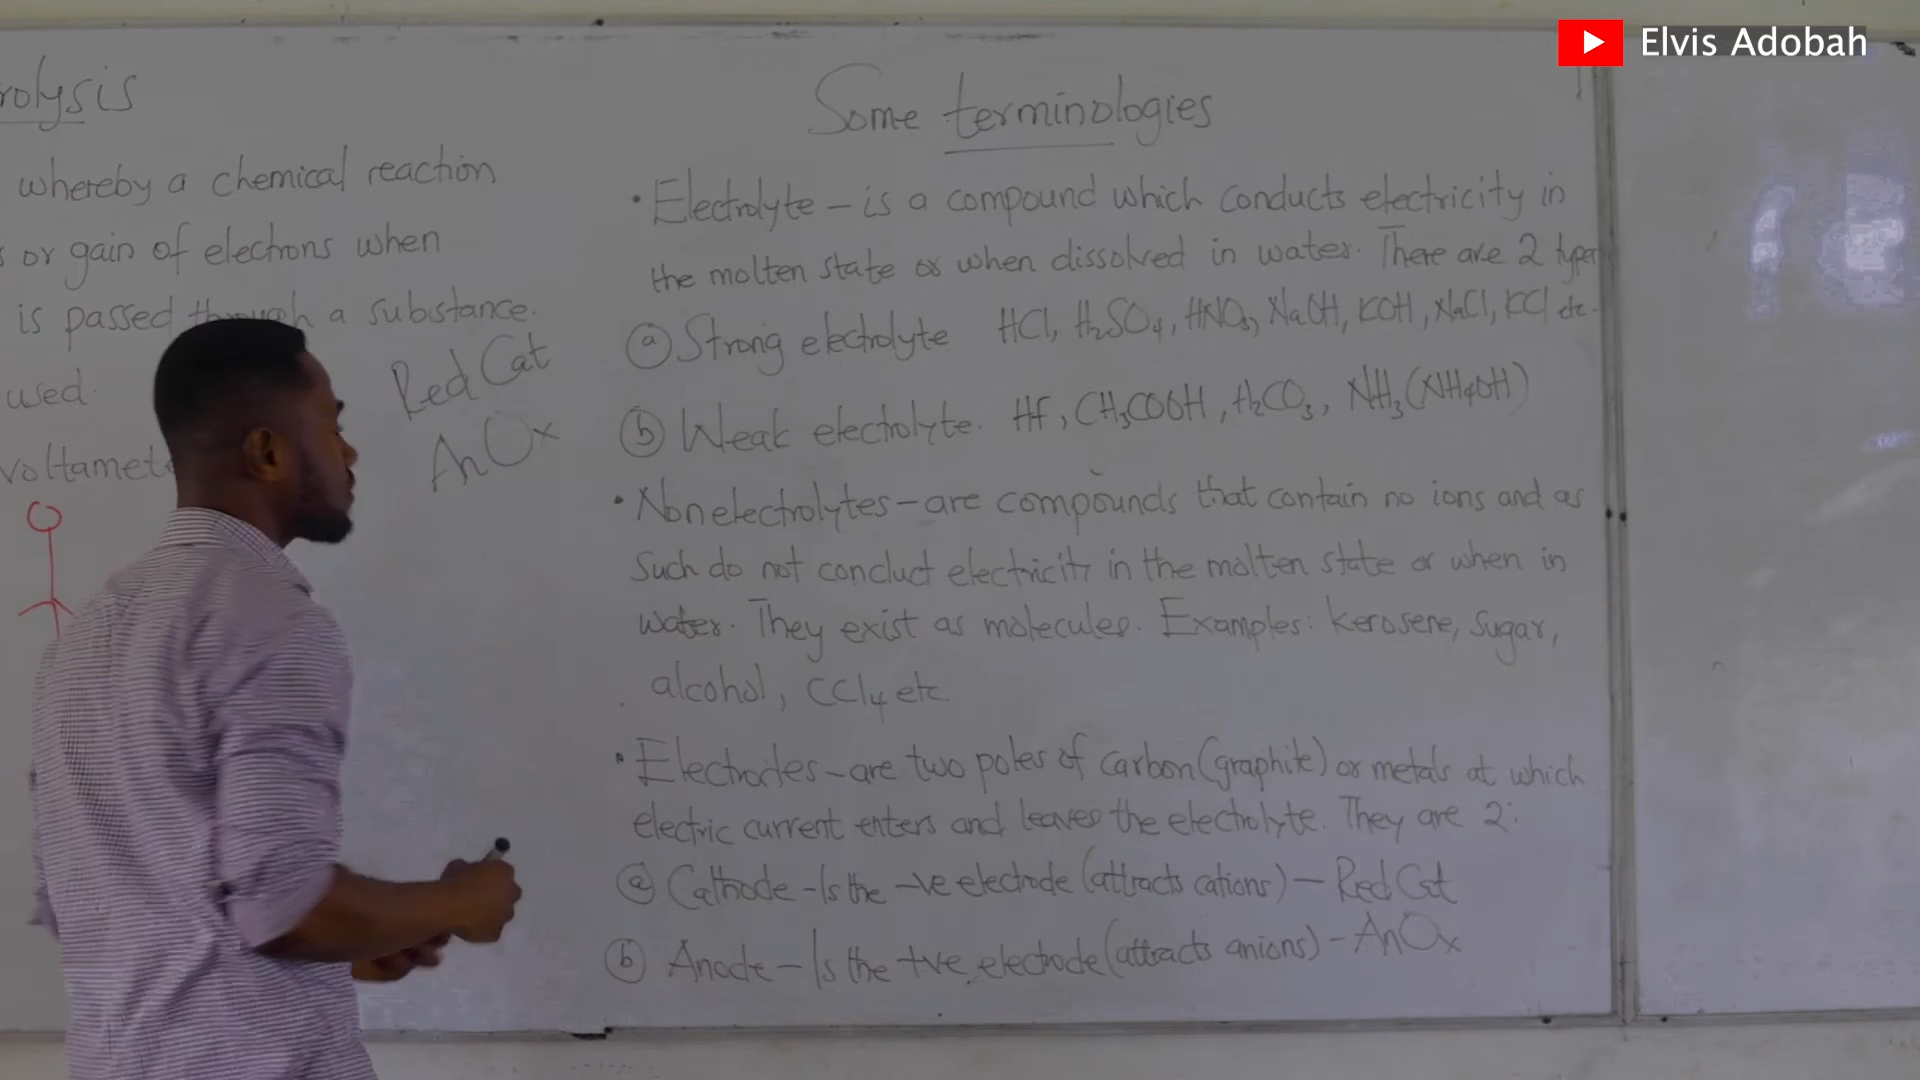 Elvis Adobah
rolysis
whereby a chemical reaction
s or gain of electrons when
is passed through a substance.
used.
voltamet
Red Cat
An Ox
Some terminologies
• Electrolyte – is a compound which conducts electricity in
the molten state or when dissolved in water. There are 2 types
ⓐ Strong electrolyte HCl, H₂SO₄, HNO₃, NaOH, KOH, NaCl, KCl etc.
ⓑ Weak electrolyte. Hf, CH₃COOH, H₂CO₃, NH₃(NH₄OH)
• Nonelectrolytes – are compounds that contain no ions and as
such do not conduct electricity in the molten state or when in
water. They exist as molecules. Examples: kerosene, sugar,
alcohol, CCl₄ etc
• Electrodes – are two poles of carbon (graphite) or metals at which
electric current enters and leaves the electrolyte. They are 2:
ⓐ Cathode – Is the –ve electrode (attracts cations) – Red Cat
ⓑ Anode – Is the +ve electrode (attracts anions) – An Ox